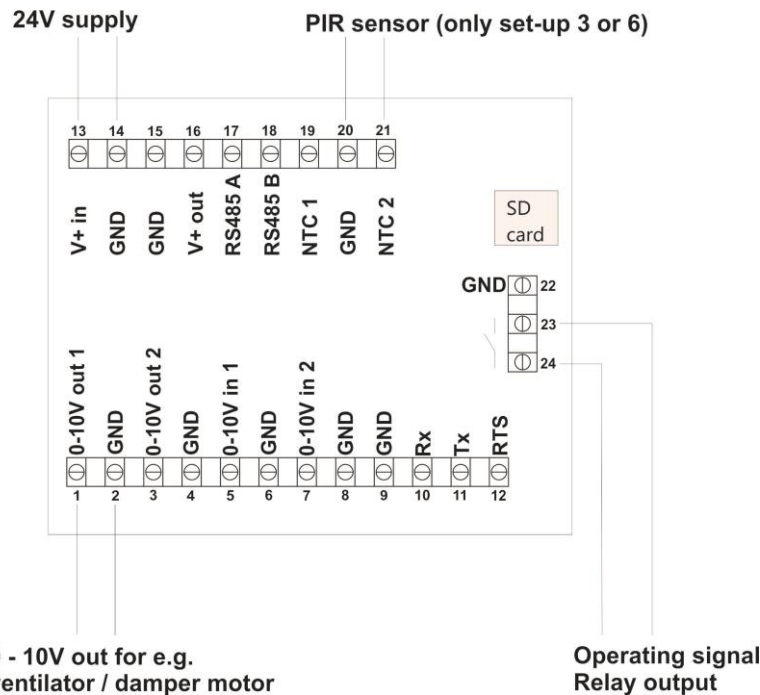 24V supply
PIR sensor (only set-up 3 or 6)
13 14 15 16 17 18 19 20 21
V+ in
GND
GND
V+ out
RS485 A
RS485 B
NTC 1
GND
NTC 2
SD
card
GND 22
23
24
0-10V out 1
GND
0-10V out 2
GND
0-10V in 1
GND
0-10V in 2
GND
GND
Rx
Tx
RTS
1 2 3 4 5 6 7 8 9 10 11 12
- 10V out for e.g.
/ damper motor
Operating signal
Relay output